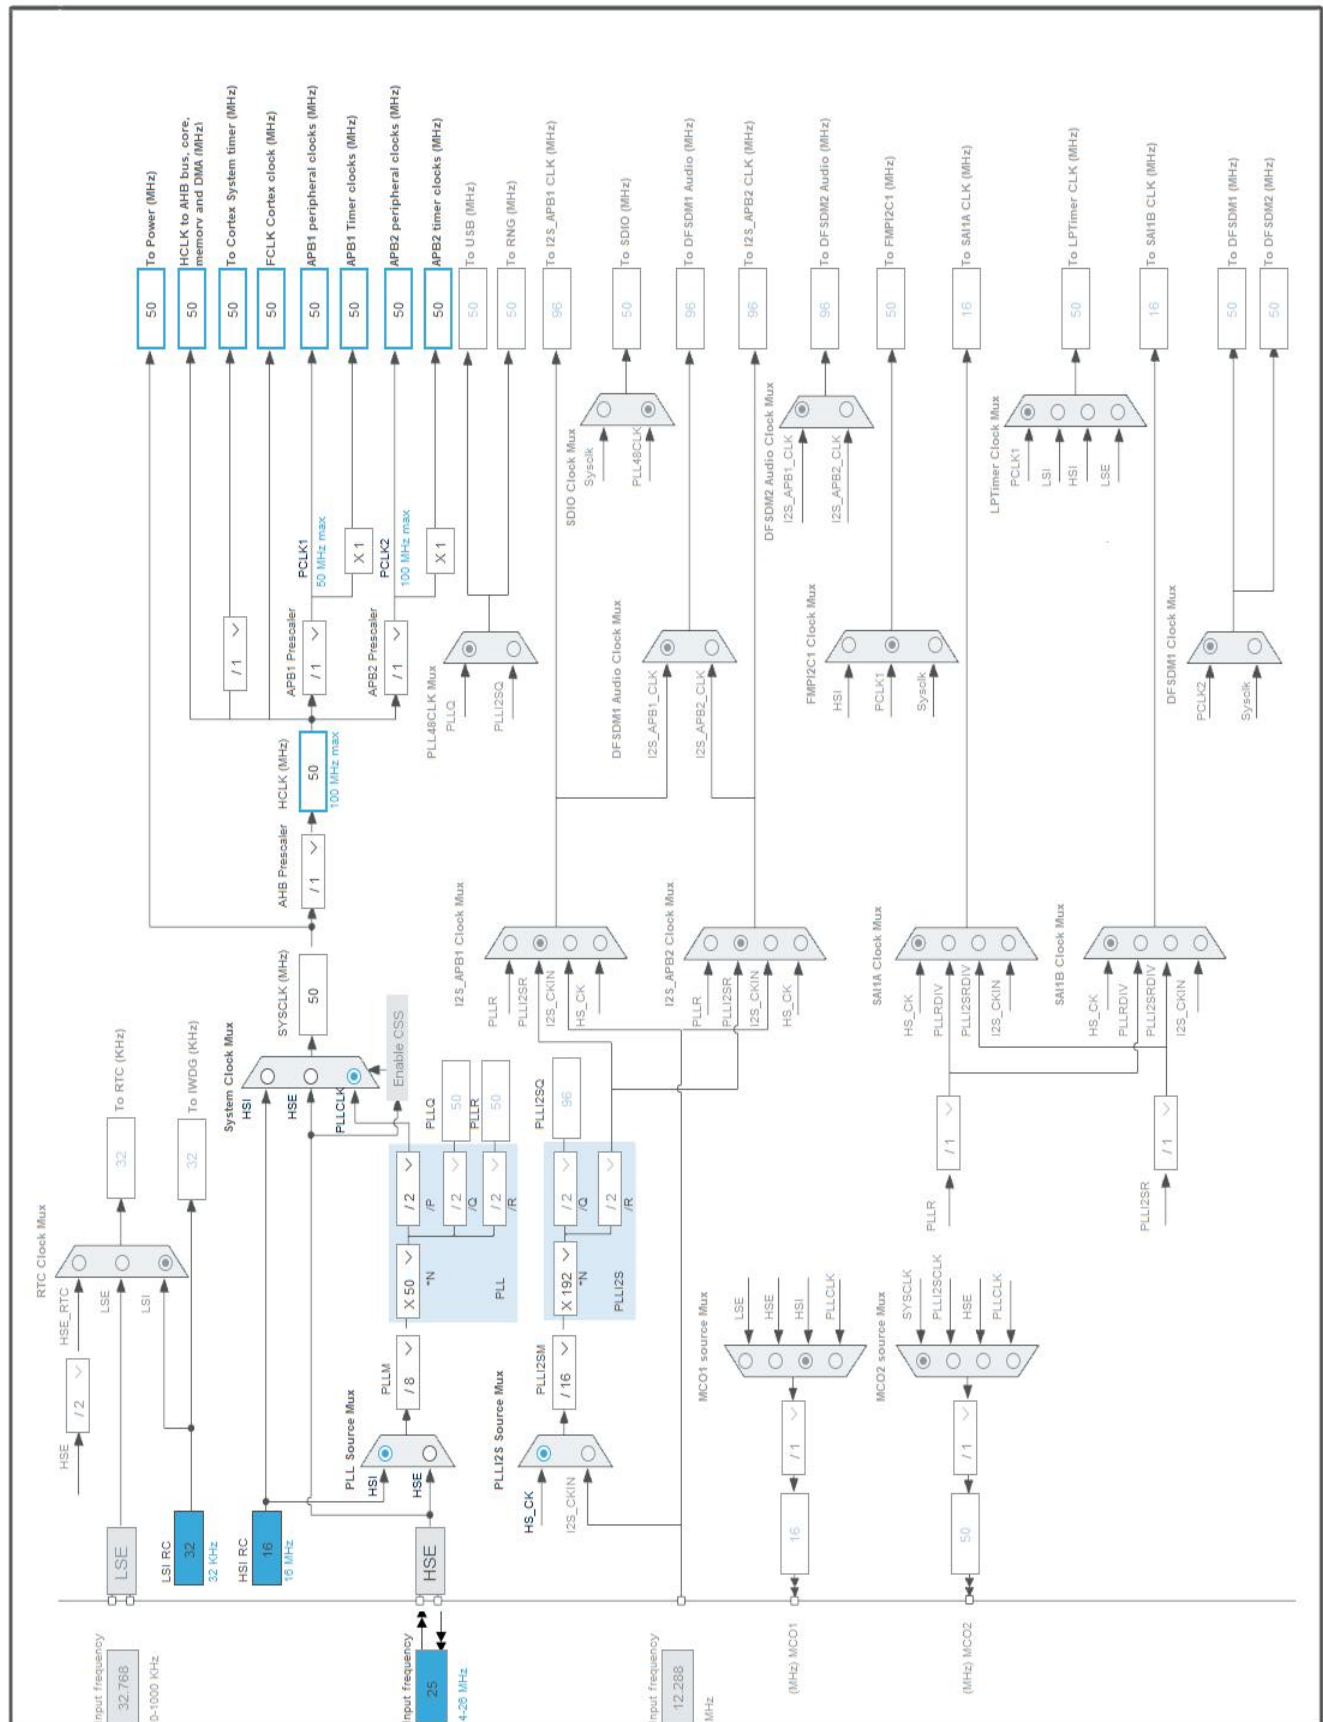 Input frequency
32.768
0-1000 KHz
LSE
LSI RC
32
32 KHz
HSI RC
16
16 MHz
Input frequency
25
4-26 MHz
HSE
Input frequency
12.288
MHz
HSE
/ 2
HSE_RTC
LSE
LSI
RTC Clock Mux
32
To RTC (KHz)
32
To IWDG (KHz)
PLL Source Mux
HSI
HSE
PLLM
/ 8
X 50
*N
PLL
/ 2
/P
/ 2
/Q
/ 2
/R
PLLQ
50
PLLR
50
System Clock Mux
HSI
HSE
PLLCLK
Enable CSS
SYSCLK (MHz)
50
AHB Prescaler
/ 1
HCLK (MHz)
50
100 MHz max
/ 1
APB1 Prescaler
/ 1
PCLK1
50 MHz max
X 1
APB2 Prescaler
/ 1
PCLK2
100 MHz max
X 1
50
To Power (MHz)
50
HCLK to AHB bus, core,
memory and DMA (MHz)
50
To Cortex System timer (MHz)
50
FCLK Cortex clock (MHz)
50
APB1 peripheral clocks (MHz)
50
APB1 Timer clocks (MHz)
50
APB2 peripheral clocks (MHz)
50
APB2 timer clocks (MHz)
PLL48CLK Mux
PLLQ
PLLI2SQ
50
To USB (MHz)
50
To RNG (MHz)
PLLI2S Source Mux
HS_CK
I2S_CKIN
PLLI2SM
/ 16
X 192
*N
PLLI2S
/ 2
/Q
/ 2
/R
PLLI2SQ
96
I2S_APB1 Clock Mux
PLLR
PLLI2SR
I2S_CKIN
HS_CK
96
To I2S_APB1 CLK (MHz)
SDIO Clock Mux
Sysclk
PLL48CLK
50
To SDIO (MHz)
DFSDM1 Audio Clock Mux
I2S_APB1_CLK
I2S_APB2_CLK
96
To DFSDM1 Audio (MHz)
I2S_APB2 Clock Mux
PLLR
PLLI2SR
I2S_CKIN
HS_CK
96
To I2S_APB2 CLK (MHz)
DFSDM2 Audio Clock Mux
I2S_APB1_CLK
I2S_APB2_CLK
96
To DFSDM2 Audio (MHz)
FMPI2C1 Clock Mux
HSI
PCLK1
Sysclk
50
To FMPI2C1 (MHz)
PLLR
/ 1
SAI1A Clock Mux
HS_CK
PLLRDIV
PLLI2SRDIV
I2S_CKIN
16
To SAI1A CLK (MHz)
LPTimer Clock Mux
PCLK1
LSI
HSI
LSE
50
To LPTimer CLK (MHz)
PLLI2SR
/ 1
SAI1B Clock Mux
HS_CK
PLLRDIV
PLLI2SRDIV
I2S_CKIN
16
To SAI1B CLK (MHz)
DFSDM1 Clock Mux
PCLK2
Sysclk
50
To DFSDM1 (MHz)
50
To DFSDM2 (MHz)
MCO1 source Mux
LSE
HSE
HSI
PLLCLK
/ 1
16
(MHz) MCO1
MCO2 source Mux
SYSCLK
PLLI2SCLK
HSE
PLLCLK
/ 1
50
(MHz) MCO2